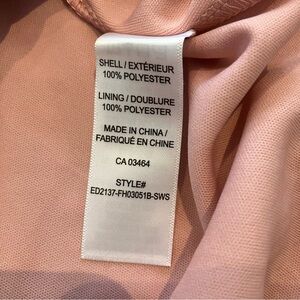 SHELL / EXTÉRIEUR
100% POLYESTER
LINING / DOUBLURE
100% POLYESTER
MADE IN CHINA /
FABRIQUÉ EN CHINE
CA 03464
STYLE#
ED2137-FH03051B-SWS